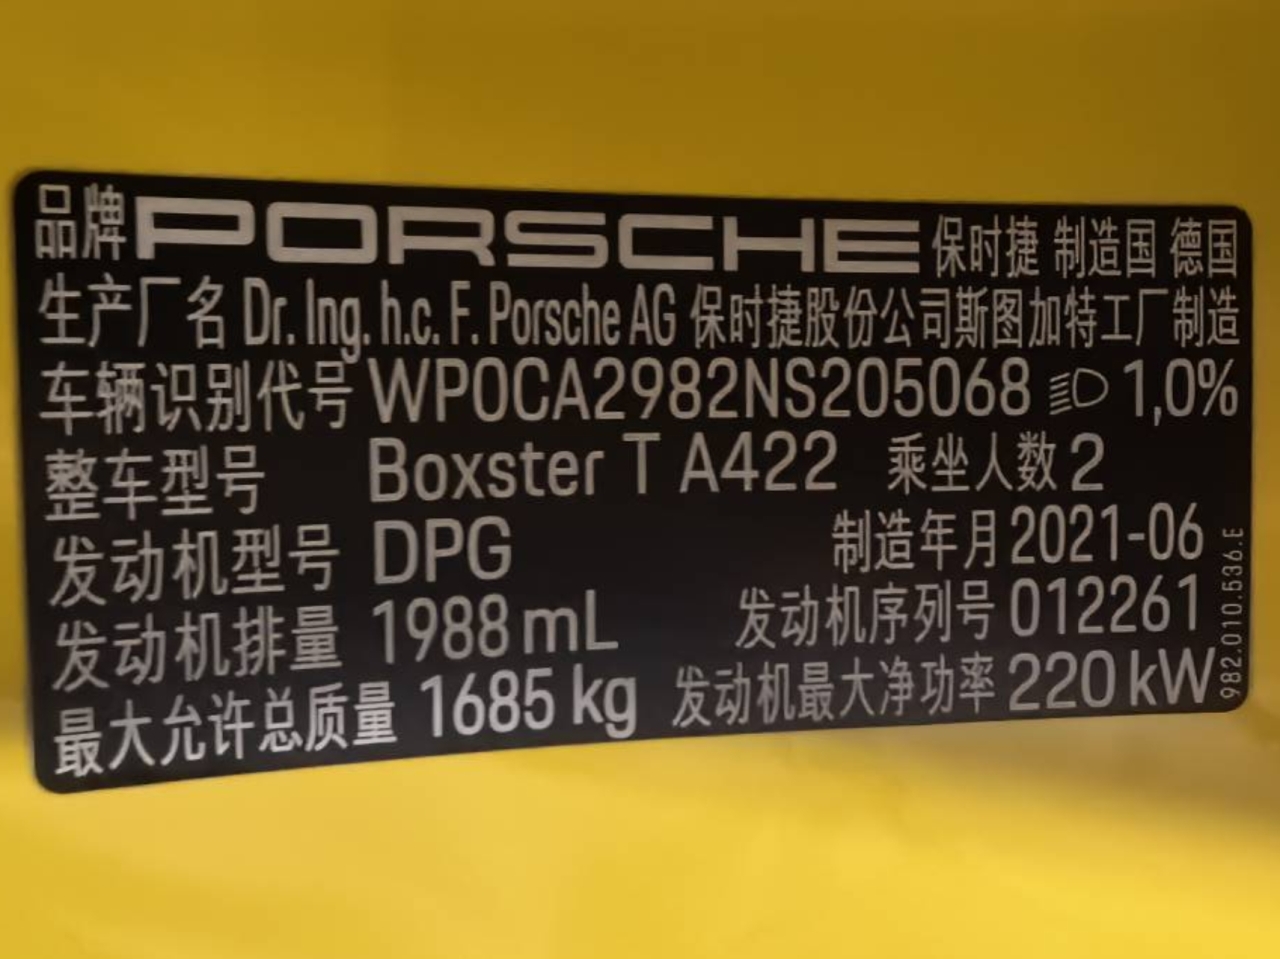 品牌 PORSCHE 保时捷 制造国 德国
生产厂名 Dr. Ing. h.c. F. Porsche AG 保时捷股份公司斯图加特工厂制造
车辆识别代号 WP0CA2982NS205068 1,0%
整车型号 Boxster T A422 乘坐人数 2
发动机型号 DPG 制造年月 2021-06
发动机排量 1988 mL 发动机序列号 012261
最大允许总质量 1685 kg 发动机最大净功率 220 kW
982.010.536.E